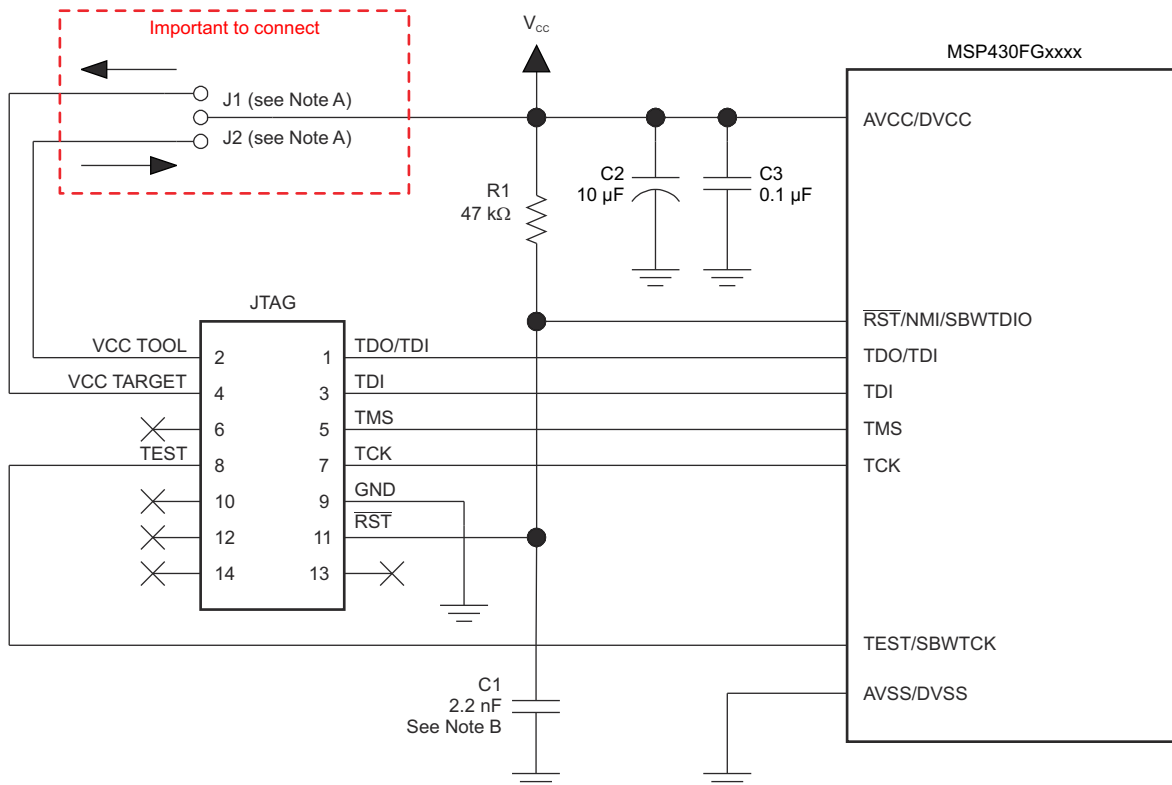 Important to connect
VCC
MSP430FGxxxx
J1 (see Note A)
J2 (see Note A)
AVCC/DVCC
R1
47 kΩ
C2
10 µF
C3
0.1 µF
JTAG
RST/NMI/SBWTDIO
VCC TOOL
2
1
TDO/TDI
TDO/TDI
VCC TARGET
4
3
TDI
TDI
6
5
TMS
TMS
TEST
8
7
TCK
TCK
10
9
GND
12
11
RST
14
13
TEST/SBWTCK
C1
2.2 nF
See Note B
AVSS/DVSS